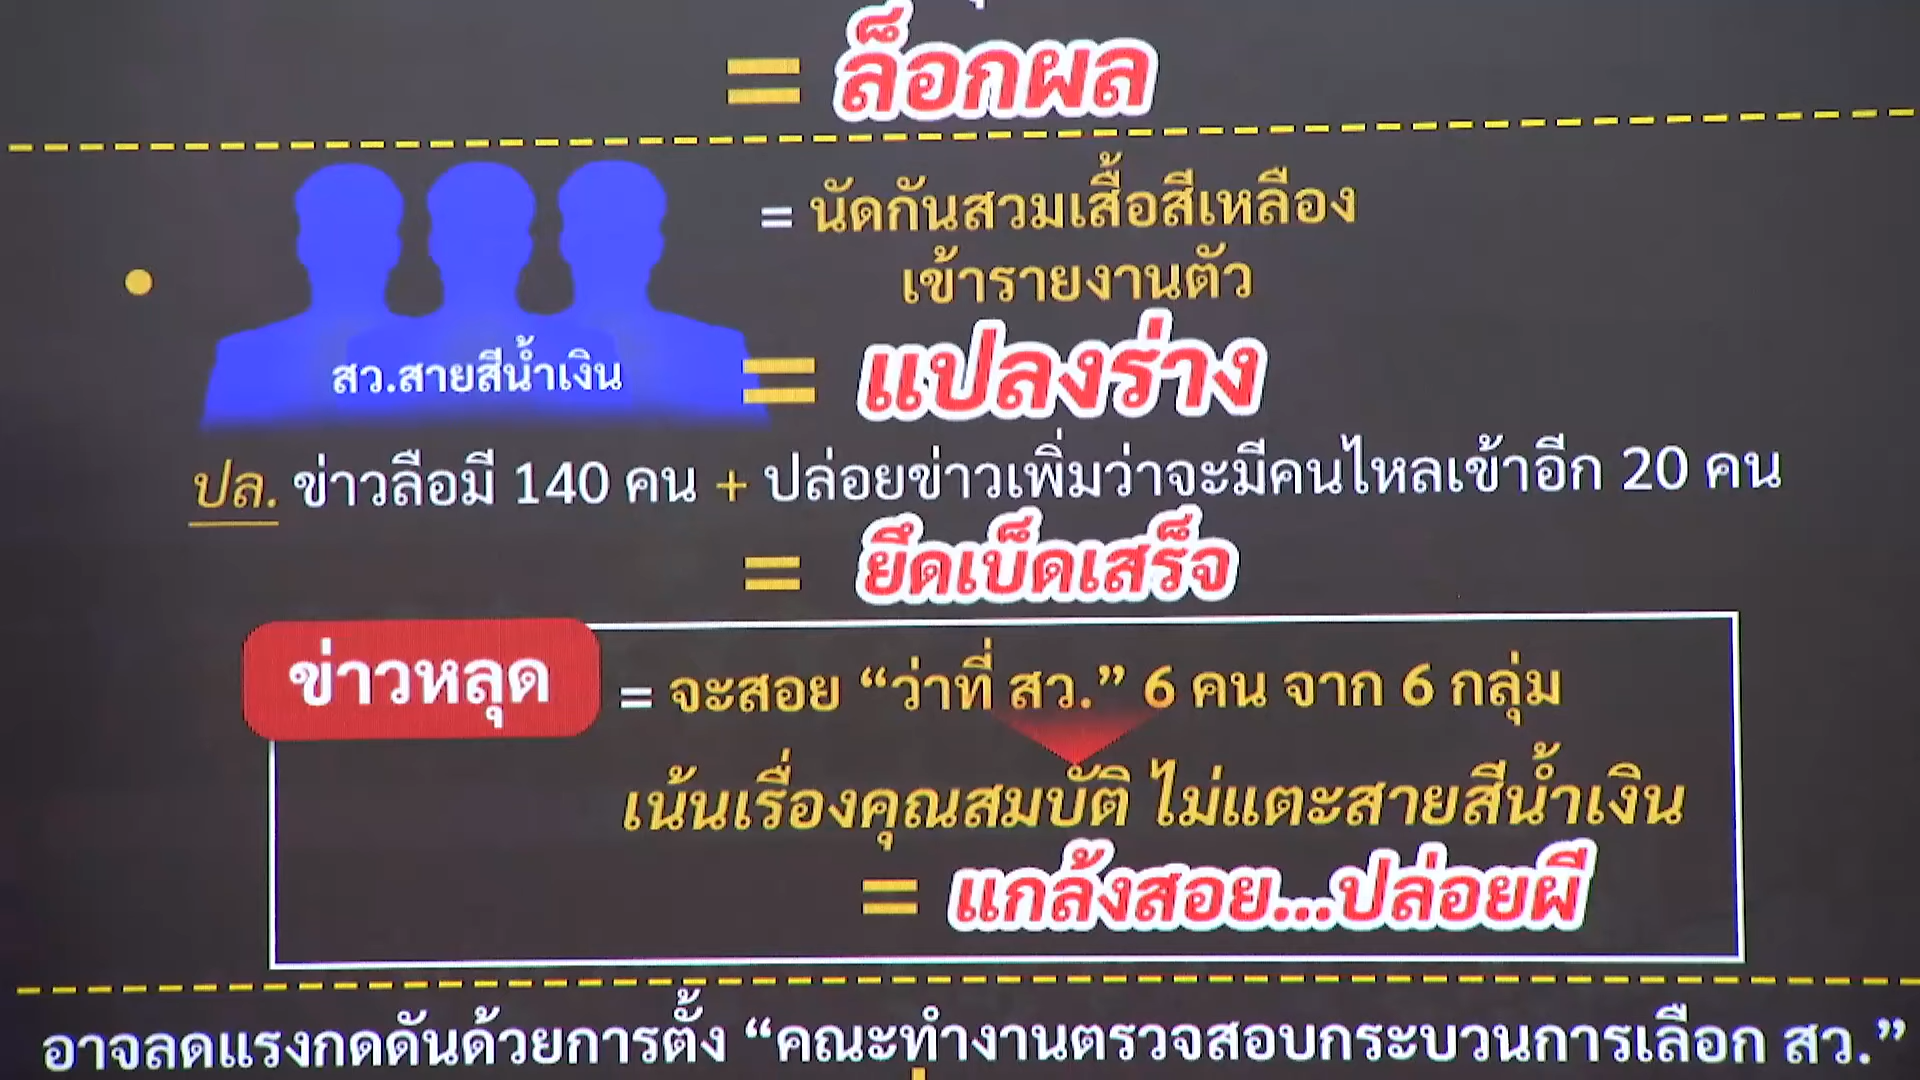 = ล็อกผล
= นัดกันสวมเสื้อสีเหลือง
เข้ารายงานตัว
สว.สายสีน้ำเงิน
= แปลงร่าง
ปล. ข่าวลือมี 140 คน + ปล่อยข่าวเพิ่มว่าจะมีคนไหลเข้าอีก 20 คน
= ยึดเบ็ดเสร็จ
ข่าวหลุด = จะสอย “ว่าที่ สว.” 6 คน จาก 6 กลุ่ม
เน้นเรื่องคุณสมบัติ ไม่แตะสายสีน้ำเงิน
= แกล้งสอย...ปล่อยผี
อาจลดแรงกดดันด้วยการตั้ง “คณะทำงานตรวจสอบกระบวนการเลือก สว.”